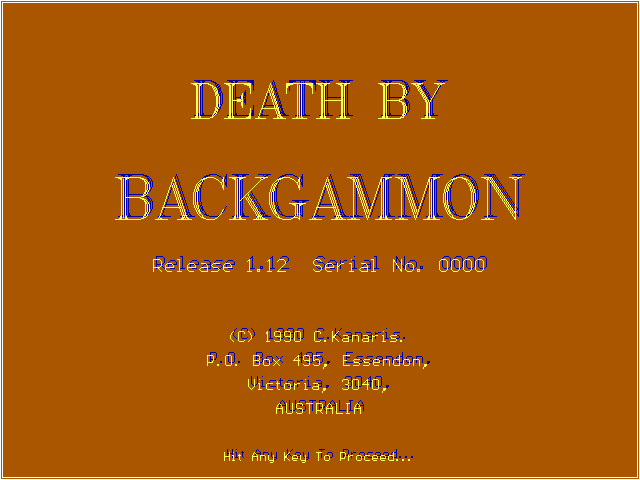 DEATH BY
BACKGAMMON
Release 1.12 Serial No. 0000
(C) 1990 C.Kanaris.
P.O. Box 495, Essendon,
Victoria, 3040,
AUSTRALIA
Hit Any Key To Proceed...